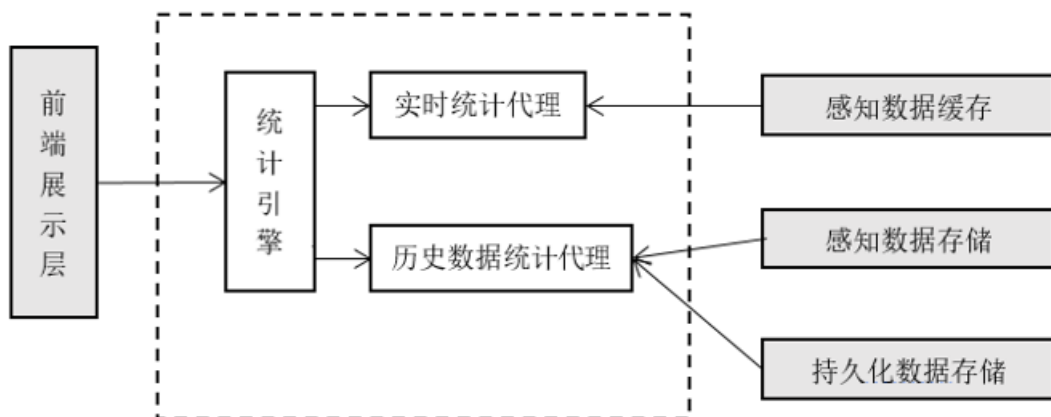 前端展示层
统计引擎
实时统计代理
历史数据统计代理
感知数据缓存
感知数据存储
持久化数据存储